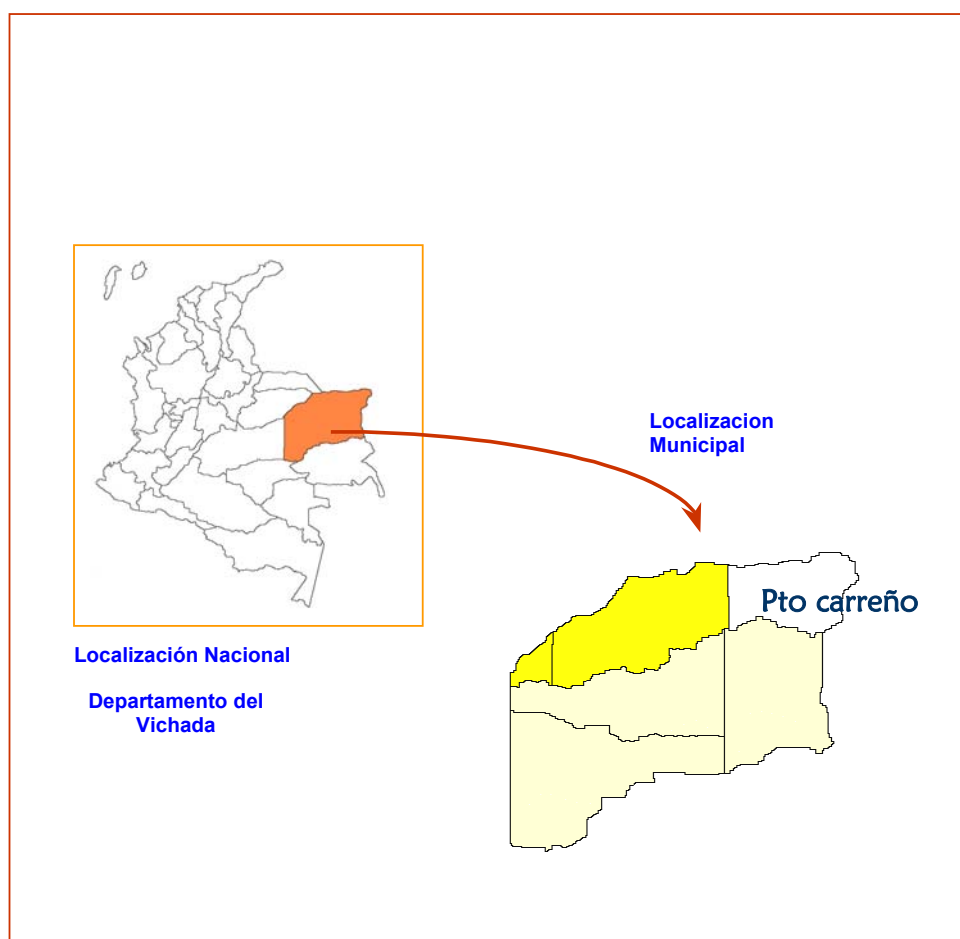 Localizacion
Municipal
Pto carreño
Localización Nacional
Departamento del
Vichada